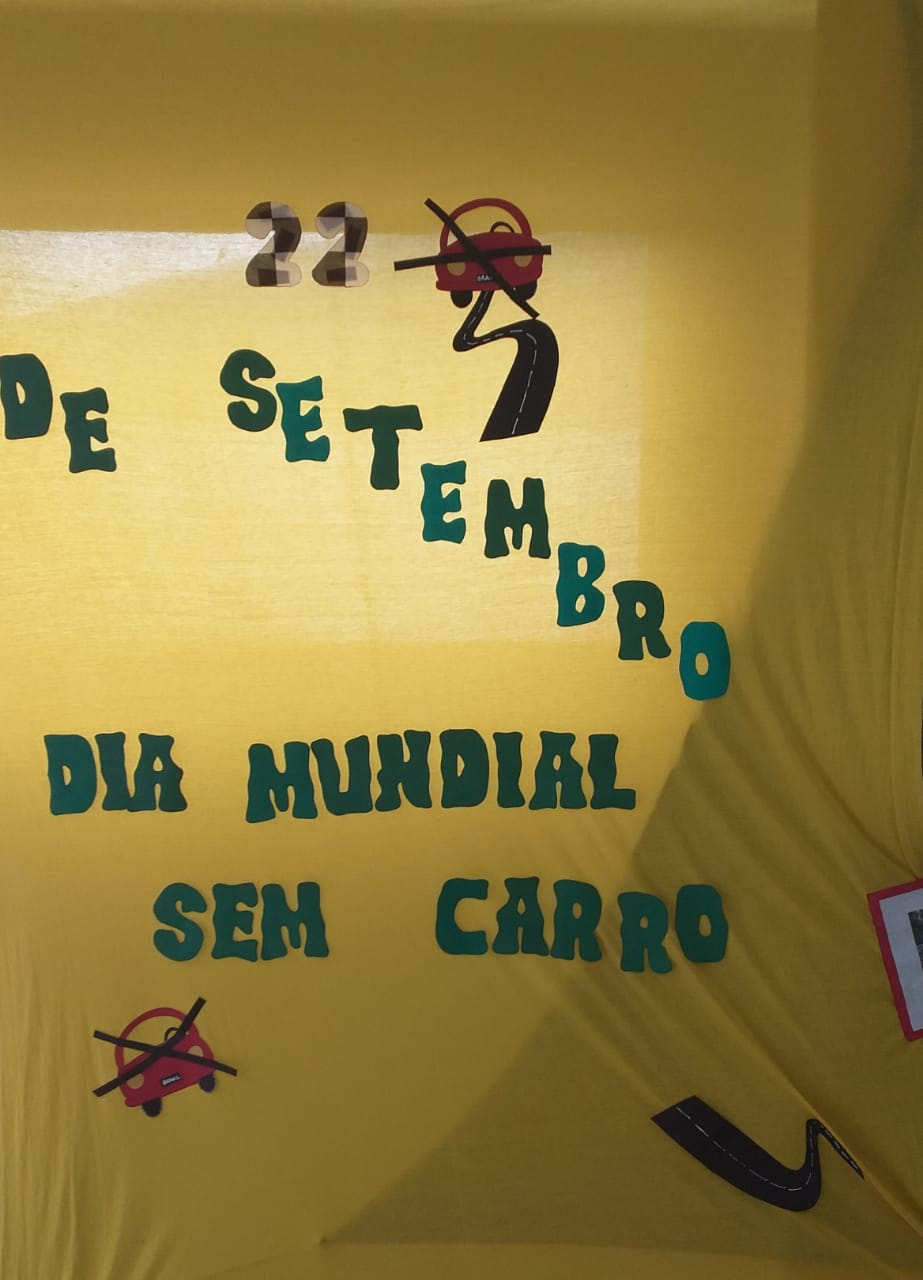 22
DE SETEMBRO
DIA MUNDIAL
SEM CARRO